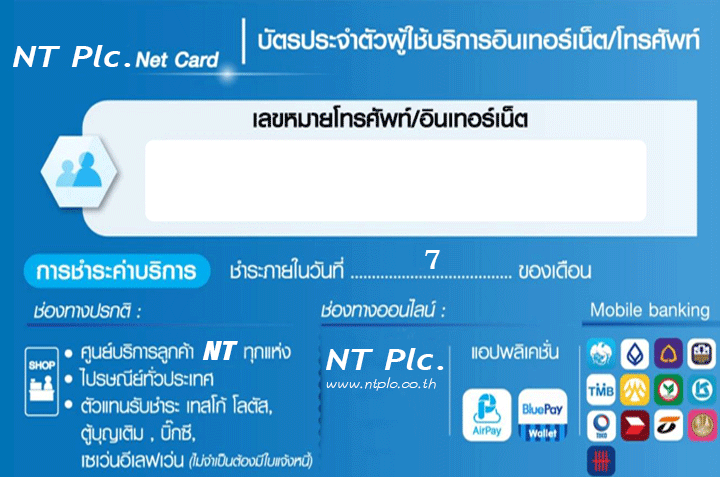 NT Plc. Net Card
บัตรประจำตัวผู้ใช้บริการอินเทอร์เน็ต/โทรศัพท์
เลขหมายโทรศัพท์/อินเทอร์เน็ต
การชำระค่าบริการ ชำระภายในวันที่ .................7.................. ของเดือน
ช่องทางปรกติ :
SHOP
• ศูนย์บริการลูกค้า NT ทุกแห่ง
• ไปรษณีย์ทั่วประเทศ
• ตัวแทนรับชำระ เทสโก้ โลตัส,
ตู้บุญเติม , บิ๊กซี,
เซเว่นอีเลฟเว่น (ไม่จำเป็นต้องมีใบแจ้งหนี้)
ช่องทางออนไลน์ :
NT Plc.
www.ntplc.co.th
แอปพลิเคชั่น
AirPay
BluePay
Wallet
Mobile banking
TMB
TISCO